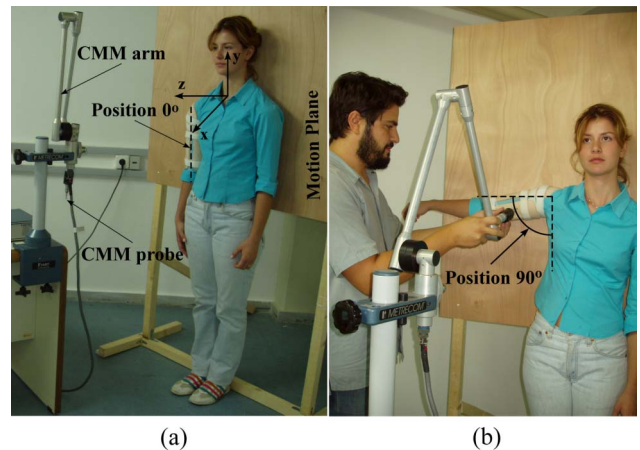 CMM arm
y
z
Position 0°
x
Motion Plane
CMM probe
Position 90°
METRECOM
(a)
(b)